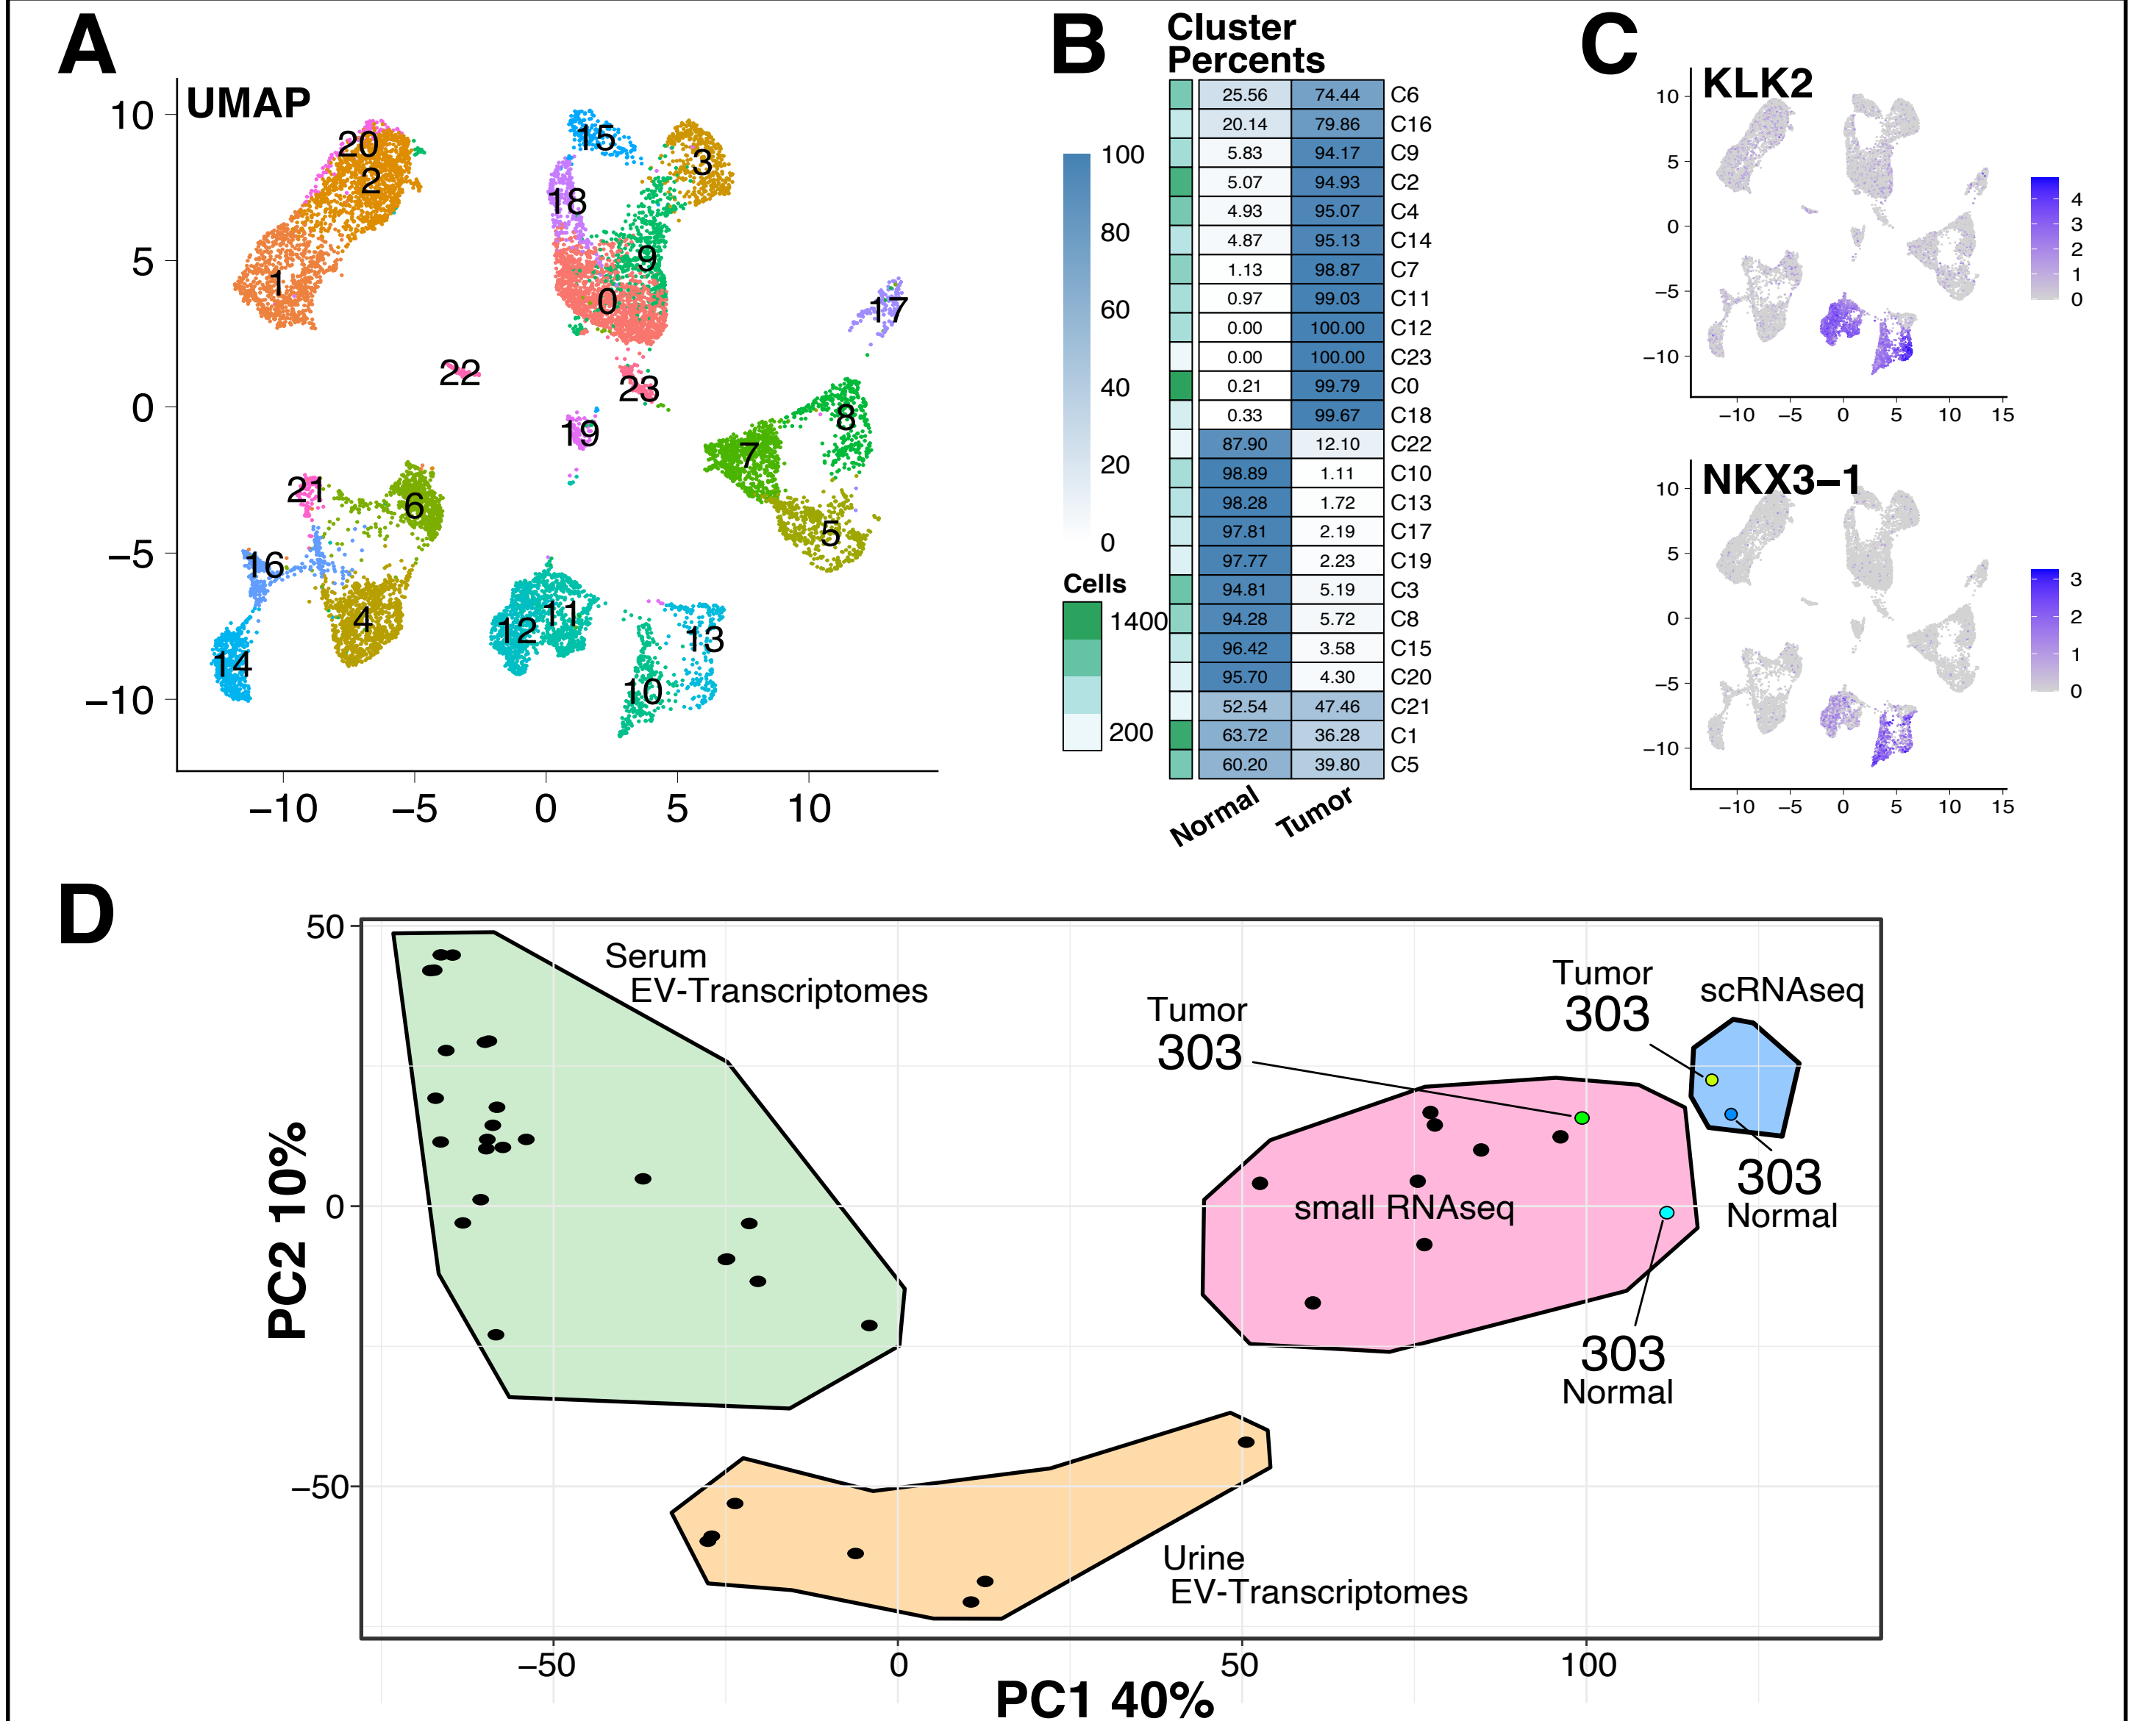 A
UMAP
10
5
0
−5
−10
−10
−5
0
5
10
20
2
1
15
3
18
9
0
17
22
23
19
8
7
5
21
6
16
4
14
12
11
13
10
B
Cluster
Percents
100
80
60
40
20
0
Cells
1400
200
25.56 74.44 C6
20.14 79.86 C16
5.83 94.17 C9
5.07 94.93 C2
4.93 95.07 C4
4.87 95.13 C14
1.13 98.87 C7
0.97 99.03 C11
0.00 100.00 C12
0.00 100.00 C23
0.21 99.79 C0
0.33 99.67 C18
87.90 12.10 C22
98.89 1.11 C10
98.28 1.72 C13
97.81 2.19 C17
97.77 2.23 C19
94.81 5.19 C3
94.28 5.72 C8
96.42 3.58 C15
95.70 4.30 C20
52.54 47.46 C21
63.72 36.28 C1
60.20 39.80 C5
Normal Tumor
C
KLK2
10
5
0
−5
−10
−10 −5 0 5 10 15
4
3
2
1
0
NKX3−1
10
5
0
−5
−10
−10 −5 0 5 10 15
3
2
1
0
D
50
0
−50
PC2 10%
Serum
EV-Transcriptomes
Tumor
303
Tumor
303
scRNAseq
small RNAseq
303
Normal
303
Normal
Urine
EV-Transcriptomes
−50 0 50 100
PC1 40%